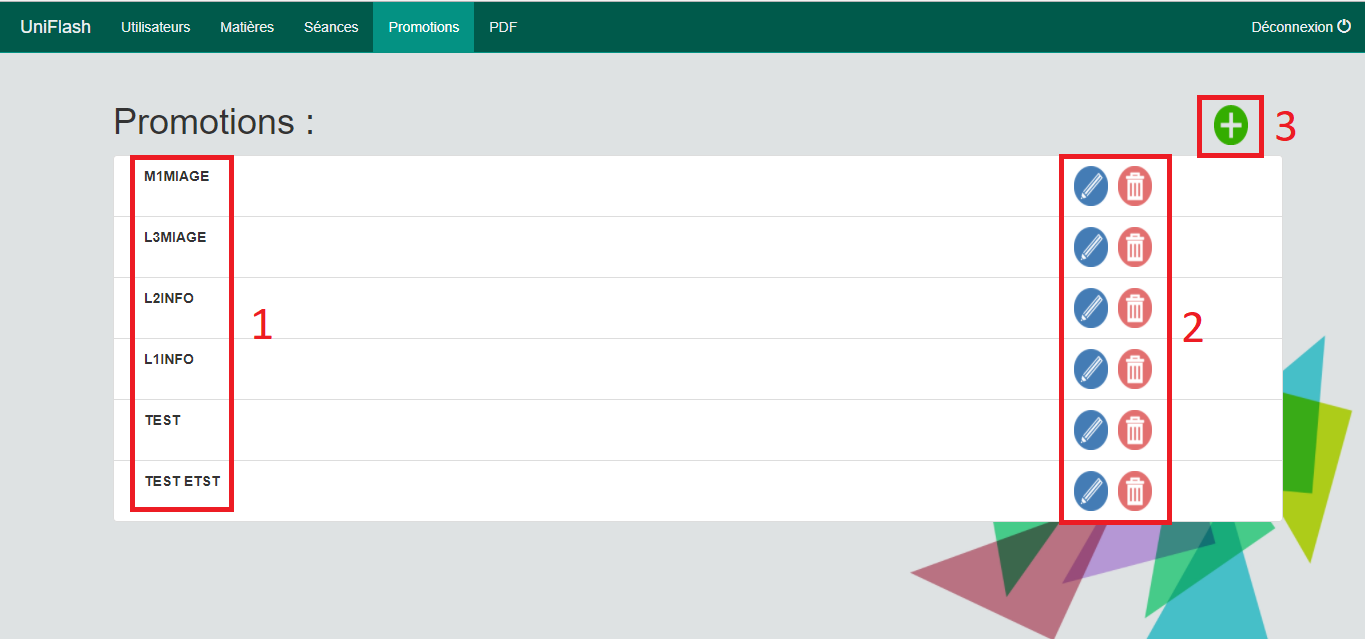 UniFlash Utilisateurs Matières Séances Promotions PDF Déconnexion
Promotions :
3
M1MIAGE
L3MIAGE
L2INFO
1
2
L1INFO
TEST
TEST ETST